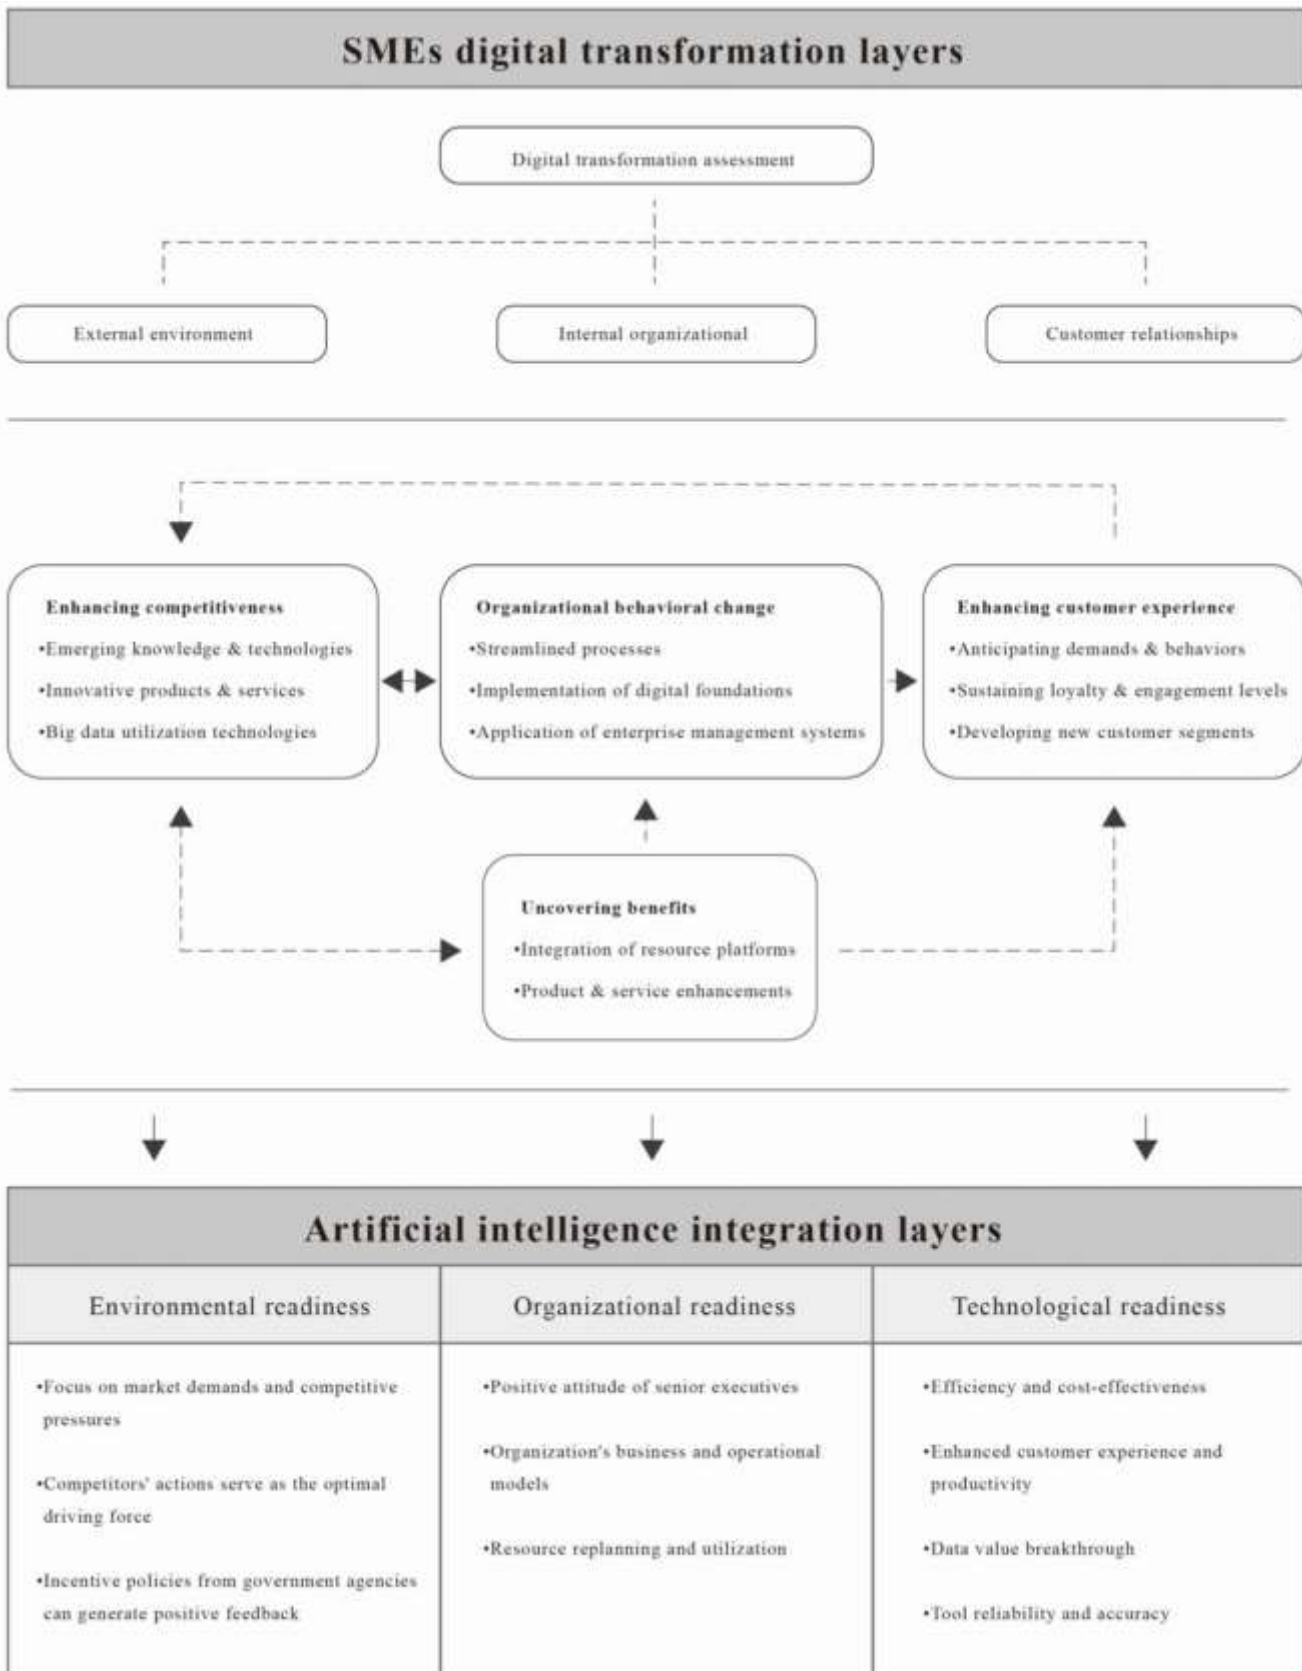 SMEs digital transformation layers
Digital transformation assessment
External environment
Internal organizational
Customer relationships
Enhancing competitiveness
•Emerging knowledge & technologies
•Innovative products & services
•Big data utilization technologies
Organizational behavioral change
•Streamlined processes
•Implementation of digital foundations
•Application of enterprise management systems
Enhancing customer experience
•Anticipating demands & behaviors
•Sustaining loyalty & engagement levels
•Developing new customer segments
Uncovering benefits
•Integration of resource platforms
•Product & service enhancements
Artificial intelligence integration layers
Environmental readiness
•Focus on market demands and competitive
pressures
•Competitors' actions serve as the optimal
driving force
•Incentive policies from government agencies
can generate positive feedback
Organizational readiness
•Positive attitude of senior executives
•Organization's business and operational
models
•Resource replanning and utilization
Technological readiness
•Efficiency and cost-effectiveness
•Enhanced customer experience and
productivity
•Data value breakthrough
•Tool reliability and accuracy